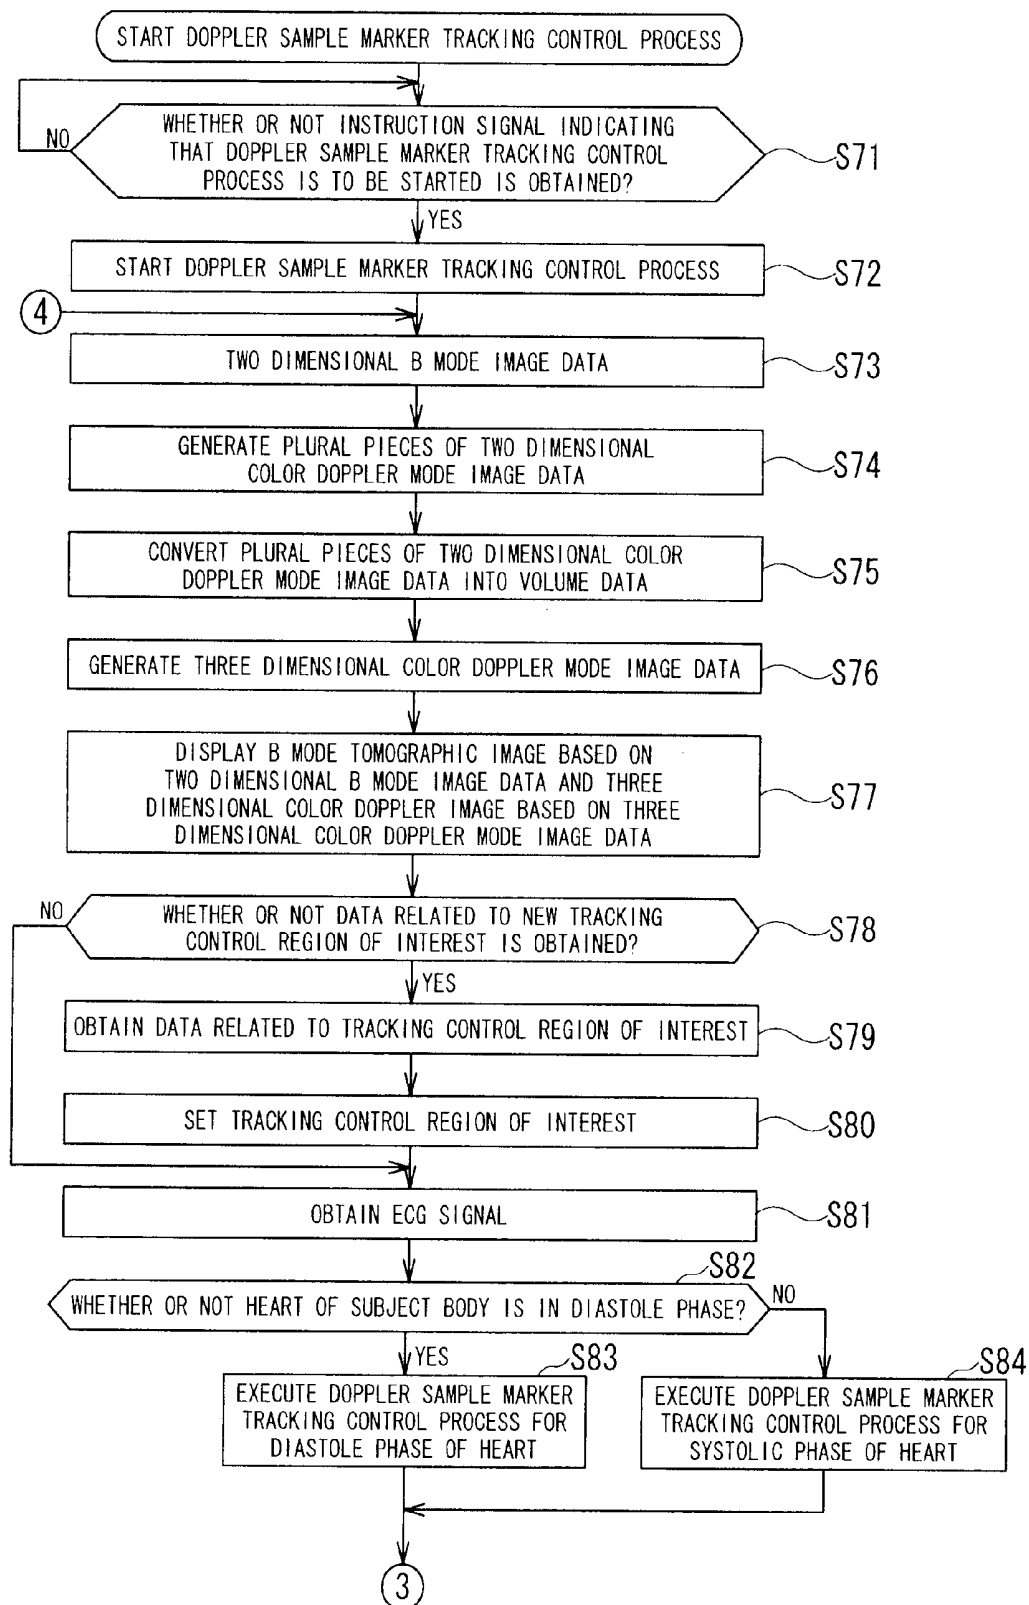 START DOPPLER SAMPLE MARKER TRACKING CONTROL PROCESS
NO
WHETHER OR NOT INSTRUCTION SIGNAL INDICATING
THAT DOPPLER SAMPLE MARKER TRACKING CONTROL
PROCESS IS TO BE STARTED IS OBTAINED?
S71
YES
START DOPPLER SAMPLE MARKER TRACKING CONTROL PROCESS
S72
4
TWO DIMENSIONAL B MODE IMAGE DATA
S73
GENERATE PLURAL PIECES OF TWO DIMENSIONAL
COLOR DOPPLER MODE IMAGE DATA
S74
CONVERT PLURAL PIECES OF TWO DIMENSIONAL COLOR
DOPPLER MODE IMAGE DATA INTO VOLUME DATA
S75
GENERATE THREE DIMENSIONAL COLOR DOPPLER MODE IMAGE DATA
S76
DISPLAY B MODE TOMOGRAPHIC IMAGE BASED ON
TWO DIMENSIONAL B MODE IMAGE DATA AND THREE
DIMENSIONAL COLOR DOPPLER IMAGE BASED ON THREE
DIMENSIONAL COLOR DOPPLER MODE IMAGE DATA
S77
NO
WHETHER OR NOT DATA RELATED TO NEW TRACKING
CONTROL REGION OF INTEREST IS OBTAINED?
S78
YES
OBTAIN DATA RELATED TO TRACKING CONTROL REGION OF INTEREST
S79
SET TRACKING CONTROL REGION OF INTEREST
S80
OBTAIN ECG SIGNAL
S81
S82
WHETHER OR NOT HEART OF SUBJECT BODY IS IN DIASTOLE PHASE?
NO
YES
S83
EXECUTE DOPPLER SAMPLE MARKER
TRACKING CONTROL PROCESS FOR
DIASTOLE PHASE OF HEART
S84
EXECUTE DOPPLER SAMPLE MARKER
TRACKING CONTROL PROCESS FOR
SYSTOLIC PHASE OF HEART
3